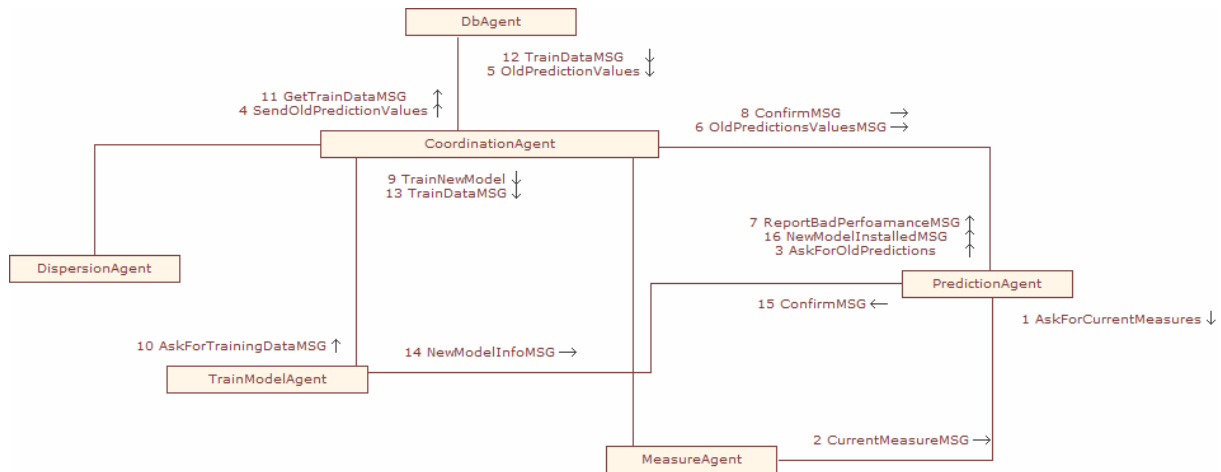 DbAgent
12 TrainDataMSG
5 OldPredictionValues
11 GetTrainDataMSG
4 SendOldPredictionValues
8 ConfirmMSG
6 OldPredictionsValuesMSG
CoordinationAgent
9 TrainNewModel
13 TrainDataMSG
7 ReportBadPerfoamanceMSG
16 NewModelInstalledMSG
3 AskForOldPredictions
DispersionAgent
PredictionAgent
15 ConfirmMSG
1 AskForCurrentMeasures
10 AskForTrainingDataMSG
14 NewModelInfoMSG
TrainModelAgent
2 CurrentMeasureMSG
MeasureAgent